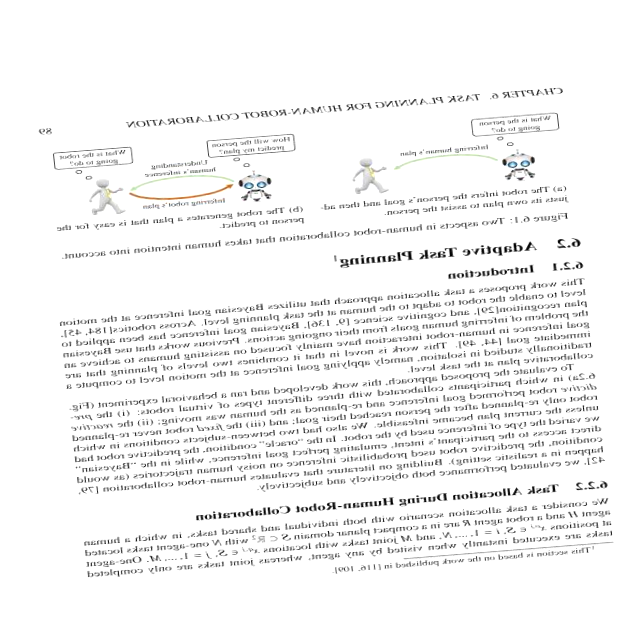 CHAPTER 6. TASK PLANNING FOR HUMAN-ROBOT COLLABORATION 89
What is the person
going to do?
Inferring human's plan
(a) The robot infers the person's goal and then ad-
justs its own plan to assist the person.
How will the person
predict my plan?
What is the robot
going to do?
Understanding
human's inference
Inferring robot's plan
(b) The robot generates a plan that is easy for the
person to predict.
Figure 6.1: Two aspects in human-robot collaboration that takes human intention into account.
6.2 Adaptive Task Planning¹
6.2.1 Introduction
This work proposes a task allocation approach that utilizes Bayesian goal inference at the motion
level to enable the robot to adapt to the human at the task planning level. Across robotics [184, 45],
plan recognition [29], and cognitive science [9, 136], Bayesian goal inference has been applied to
the problem of inferring human goals from their ongoing actions. Previous works that use Bayesian
goal inference in human-robot interaction have mainly focused on assisting humans to achieve an
immediate goal [44, 49]. This work is novel in that it combines two levels of planning that are
traditionally studied in isolation, namely applying goal inference at the motion level to compute a
collaborative plan at the task level.
To evaluate the proposed approach, this work developed and ran a behavioral experiment (Fig.
6.2a) in which participants collaborated with three different types of virtual robots: (i) the pre-
dictive robot performed goal inference and re-planned as the human was moving; (ii) the reactive
robot only re-planned after the person reached their goal; and (iii) the fixed robot never re-planned
unless the current plan became infeasible. We also had two between-subjects conditions in which
we varied the type of inference used by the robot. In the "oracle" condition, the predictive robot had
direct access to the participant's intent, emulating perfect goal inference, while in the "Bayesian"
condition, the predictive robot used probabilistic inference on noisy human trajectories (as would
happen in a realistic setting). Building on literature that evaluates human-robot collaboration [79,
42], we evaluated performance both objectively and subjectively.
6.2.2 Task Allocation During Human-Robot Collaboration
We consider a task allocation scenario with both individual and shared tasks, in which a human
agent H and a robot agent R are in a compact planar domain S ⊂ R² with N one-agent tasks located
at positions ∈ S, i = 1, ..., N, and M joint tasks with locations ∈ S, j = 1, ..., M. One-agent
tasks are executed instantly when visited by any agent, whereas joint tasks are only completed
¹This section is based on the work published in [116, 109].